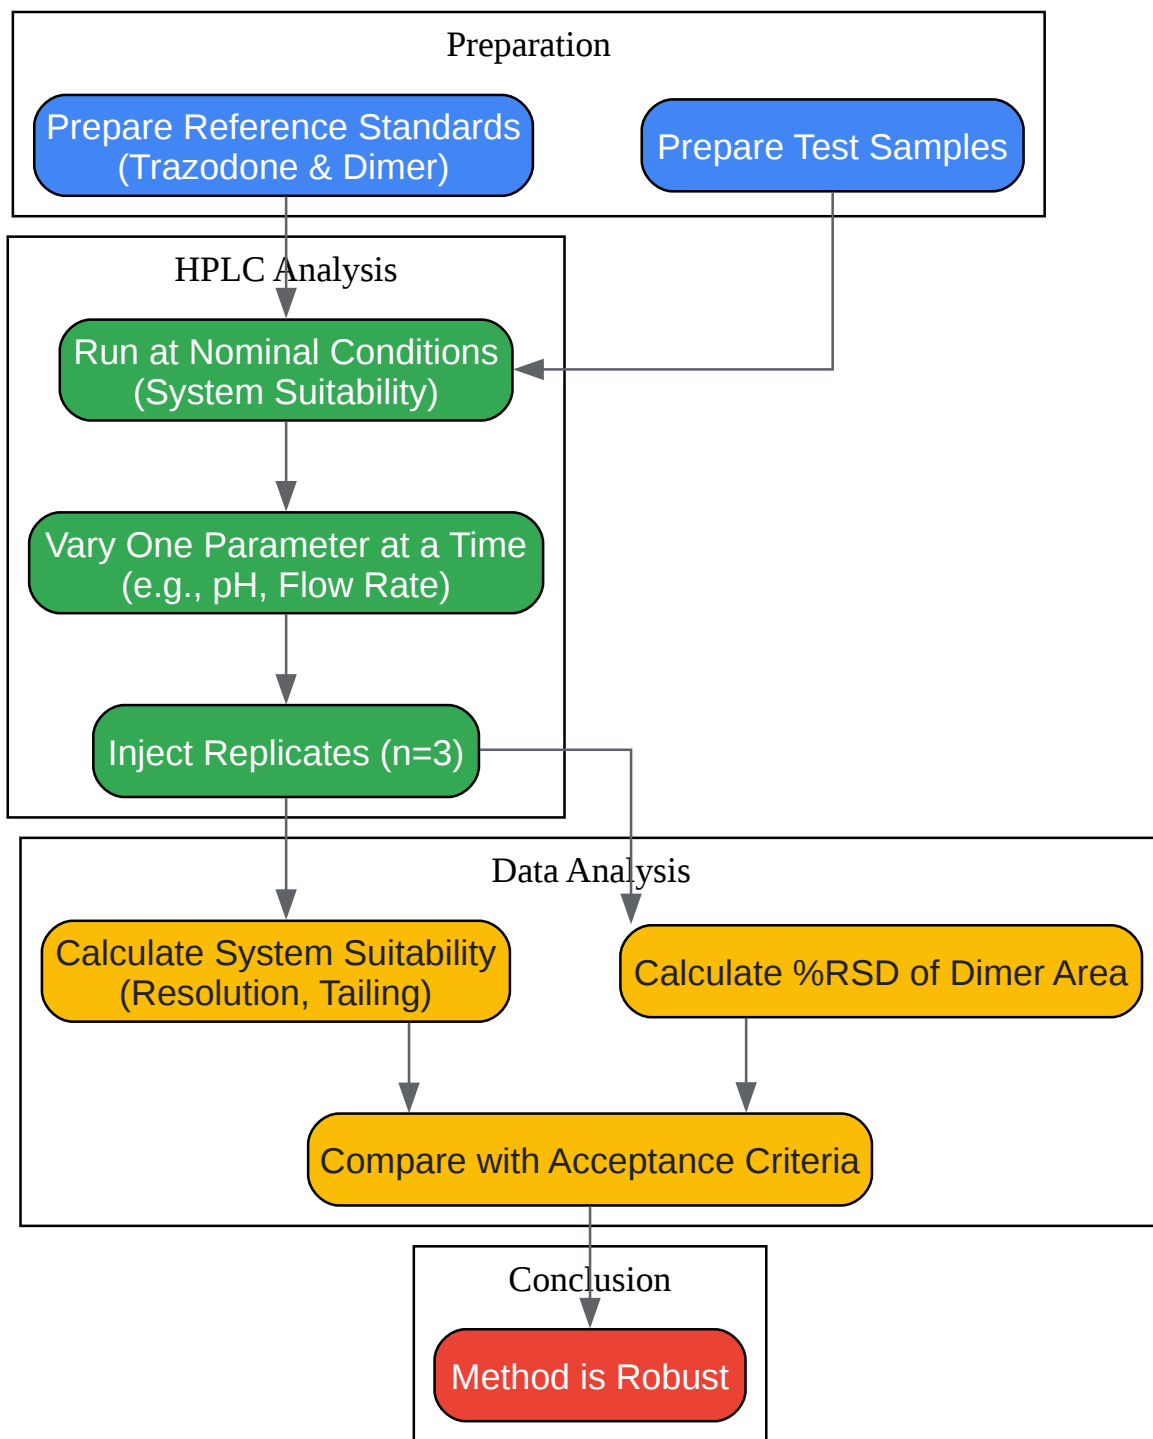 Preparation
Prepare Reference Standards
(Trazodone & Dimer)
Prepare Test Samples
HPLC Analysis
Run at Nominal Conditions
(System Suitability)
Vary One Parameter at a Time
(e.g., pH, Flow Rate)
Inject Replicates (n=3)
Data Analysis
Calculate System Suitability
(Resolution, Tailing)
Calculate %RSD of Dimer Area
Compare with Acceptance Criteria
Conclusion
Method is Robust